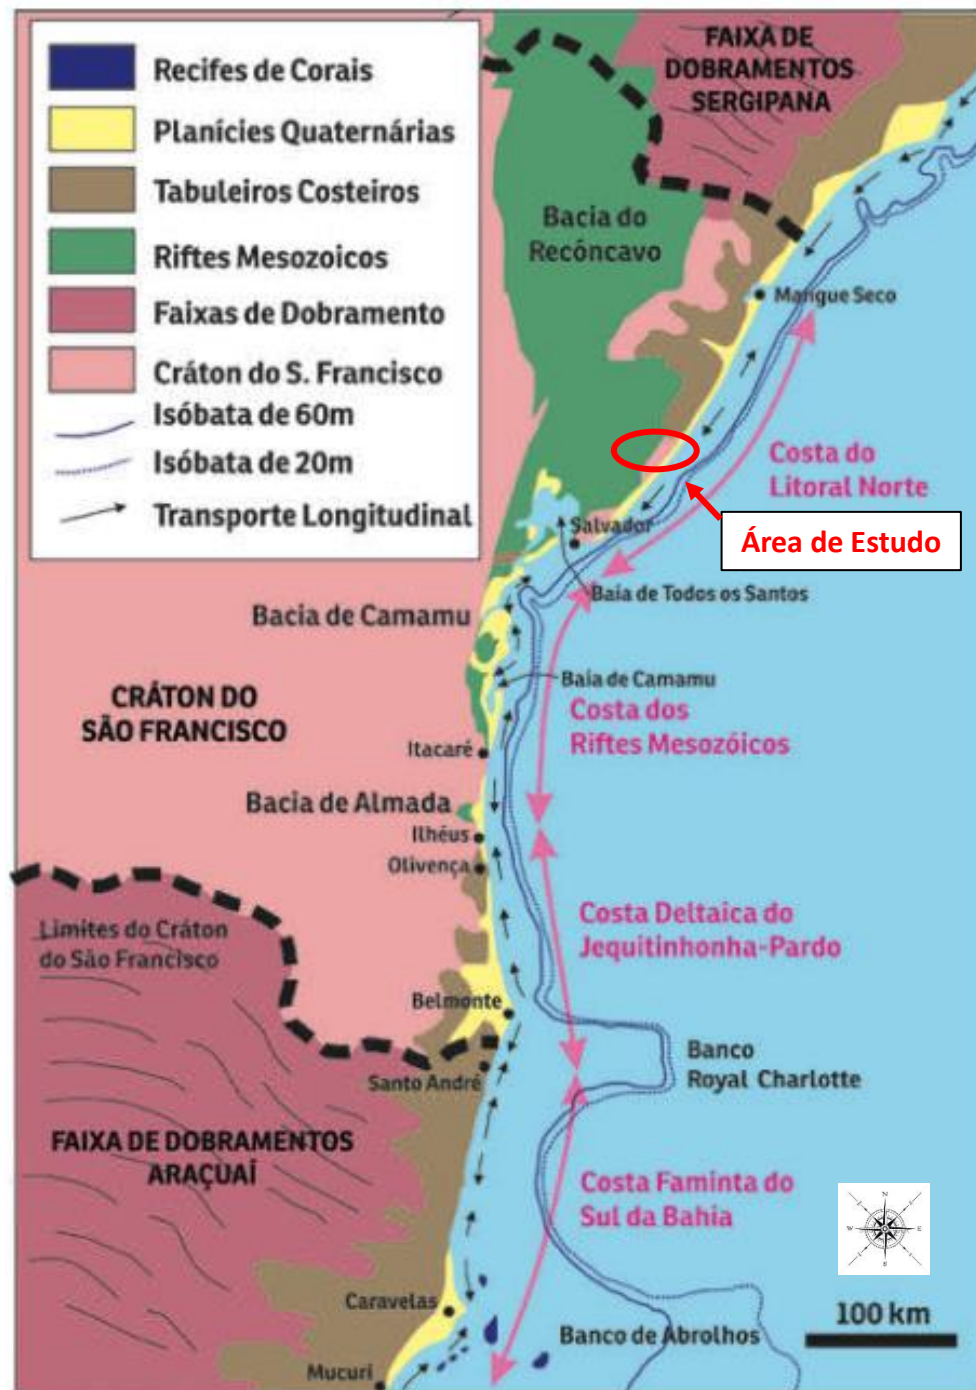 Recifes de Corais
Planícies Quaternárias
Tabuleiros Costeiros
Riftes Mesozoicos
Faixas de Dobramento
Cráton do S. Francisco
Isóbata de 60m
Isóbata de 20m
Transporte Longitudinal
FAIXA DE
DOBRAMENTOS
SERGIPANA
Bacia do
Recôncavo
Mangue Seco
Costa do
Litoral Norte
Área de Estudo
Salvador
Baia de Todos os Santos
Bacia de Camamu
Baia de Camamu
CRÁTON DO
SÃO FRANCISCO
Costa dos
Riftes Mesozóicos
Itacaré
Bacia de Almada
Ilhéus
Olivença
Limites do Cráton
do São Francisco
Costa Deltaica do
Jequitinhonha-Pardo
Belmonte
Santo André
Banco
Royal Charlotte
FAIXA DE DOBRAMENTOS
ARAÇUAÍ
Costa Faminta do
Sul da Bahia
N
W
E
S
Caravelas
100 km
Banco de Abrolhos
Mucuri